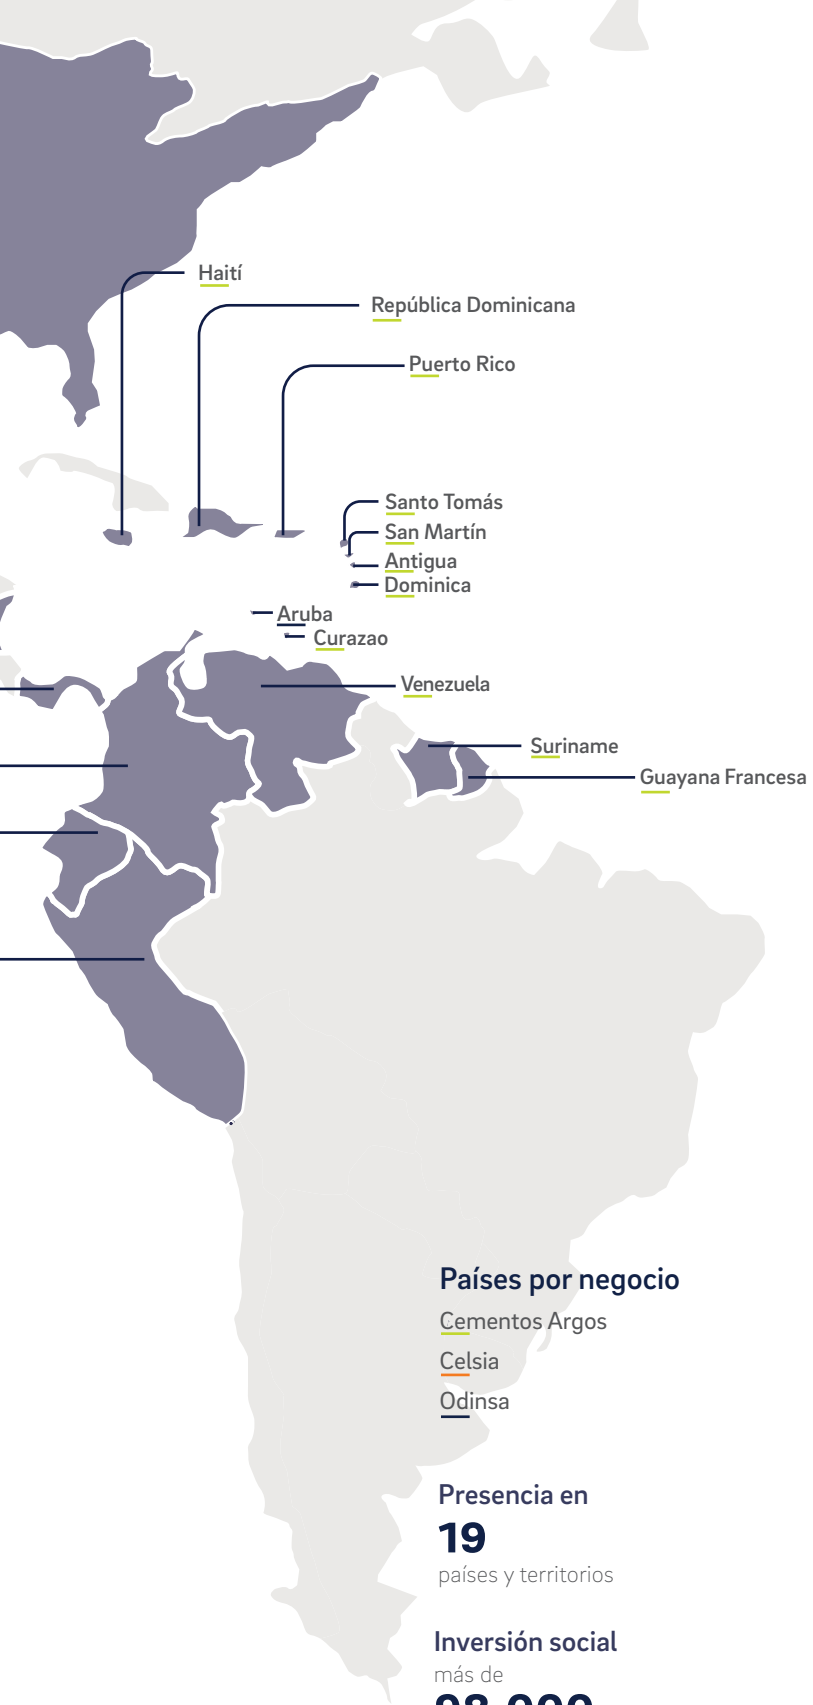 Haití
República Dominicana
Puerto Rico
Santo Tomás
San Martín
Antigua
Dominica
Aruba
Curazao
Venezuela
Suriname
Guayana Francesa
Países por negocio
Cementos Argos
Celsia
Odinsa
Presencia en
19
países y territorios
Inversión social
más de